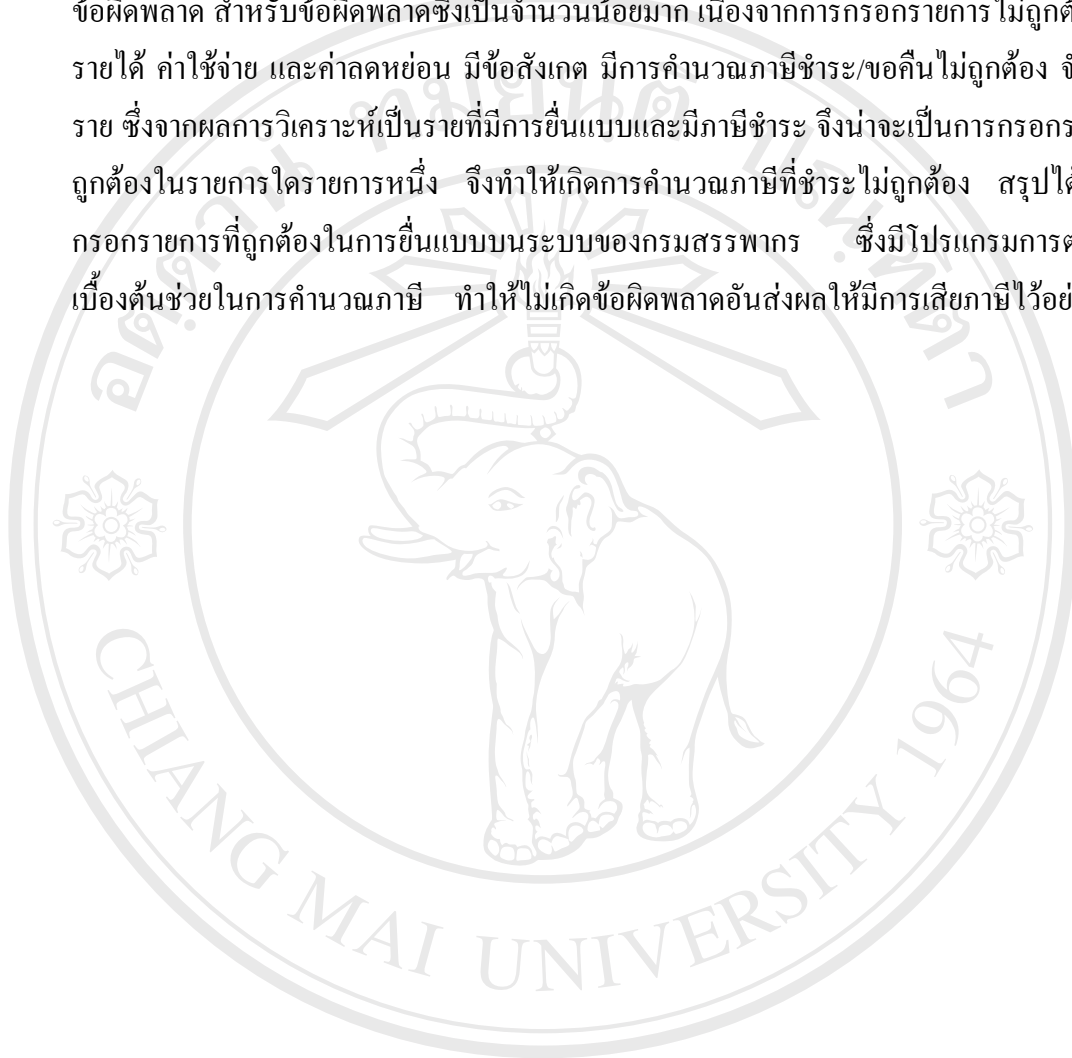 ข้อผิดพลาด สำหรับข้อผิดพลาดซึ่งเป็นจำนวนน้อยมาก เนื่องจากการกรอกรายการไม่ถูกต้
รายได้ ค่าใช้จ่าย และค่าลดหย่อน มีข้อสังเกต มีการคำนวณภาษีชำระ/ขอคืนไม่ถูกต้อง จำ
ราย ซึ่งจากผลการวิเคราะห์เป็นรายที่มีการยื่นแบบและมีภาษีชำระ จึงน่าจะเป็นการกรอกร
ถูกต้องในรายการใดรายการหนึ่ง จึงทำให้เกิดการคำนวณภาษีที่ชำระไม่ถูกต้อง สรุปได้
กรอกรายการที่ถูกต้องในการยื่นแบบบนระบบของกรมสรรพากร ซึ่งมีโปรแกรมการต
เบื้องต้นช่วยในการคำนวณภาษี ทำให้ไม่เกิดข้อผิดพลาดอันส่งผลให้มีการเสียภาษีไว้อย่
อตฺตานํ ทมยนฺติ ปณฺฑิตา
CHIANG MAI UNIVERSITY 1964